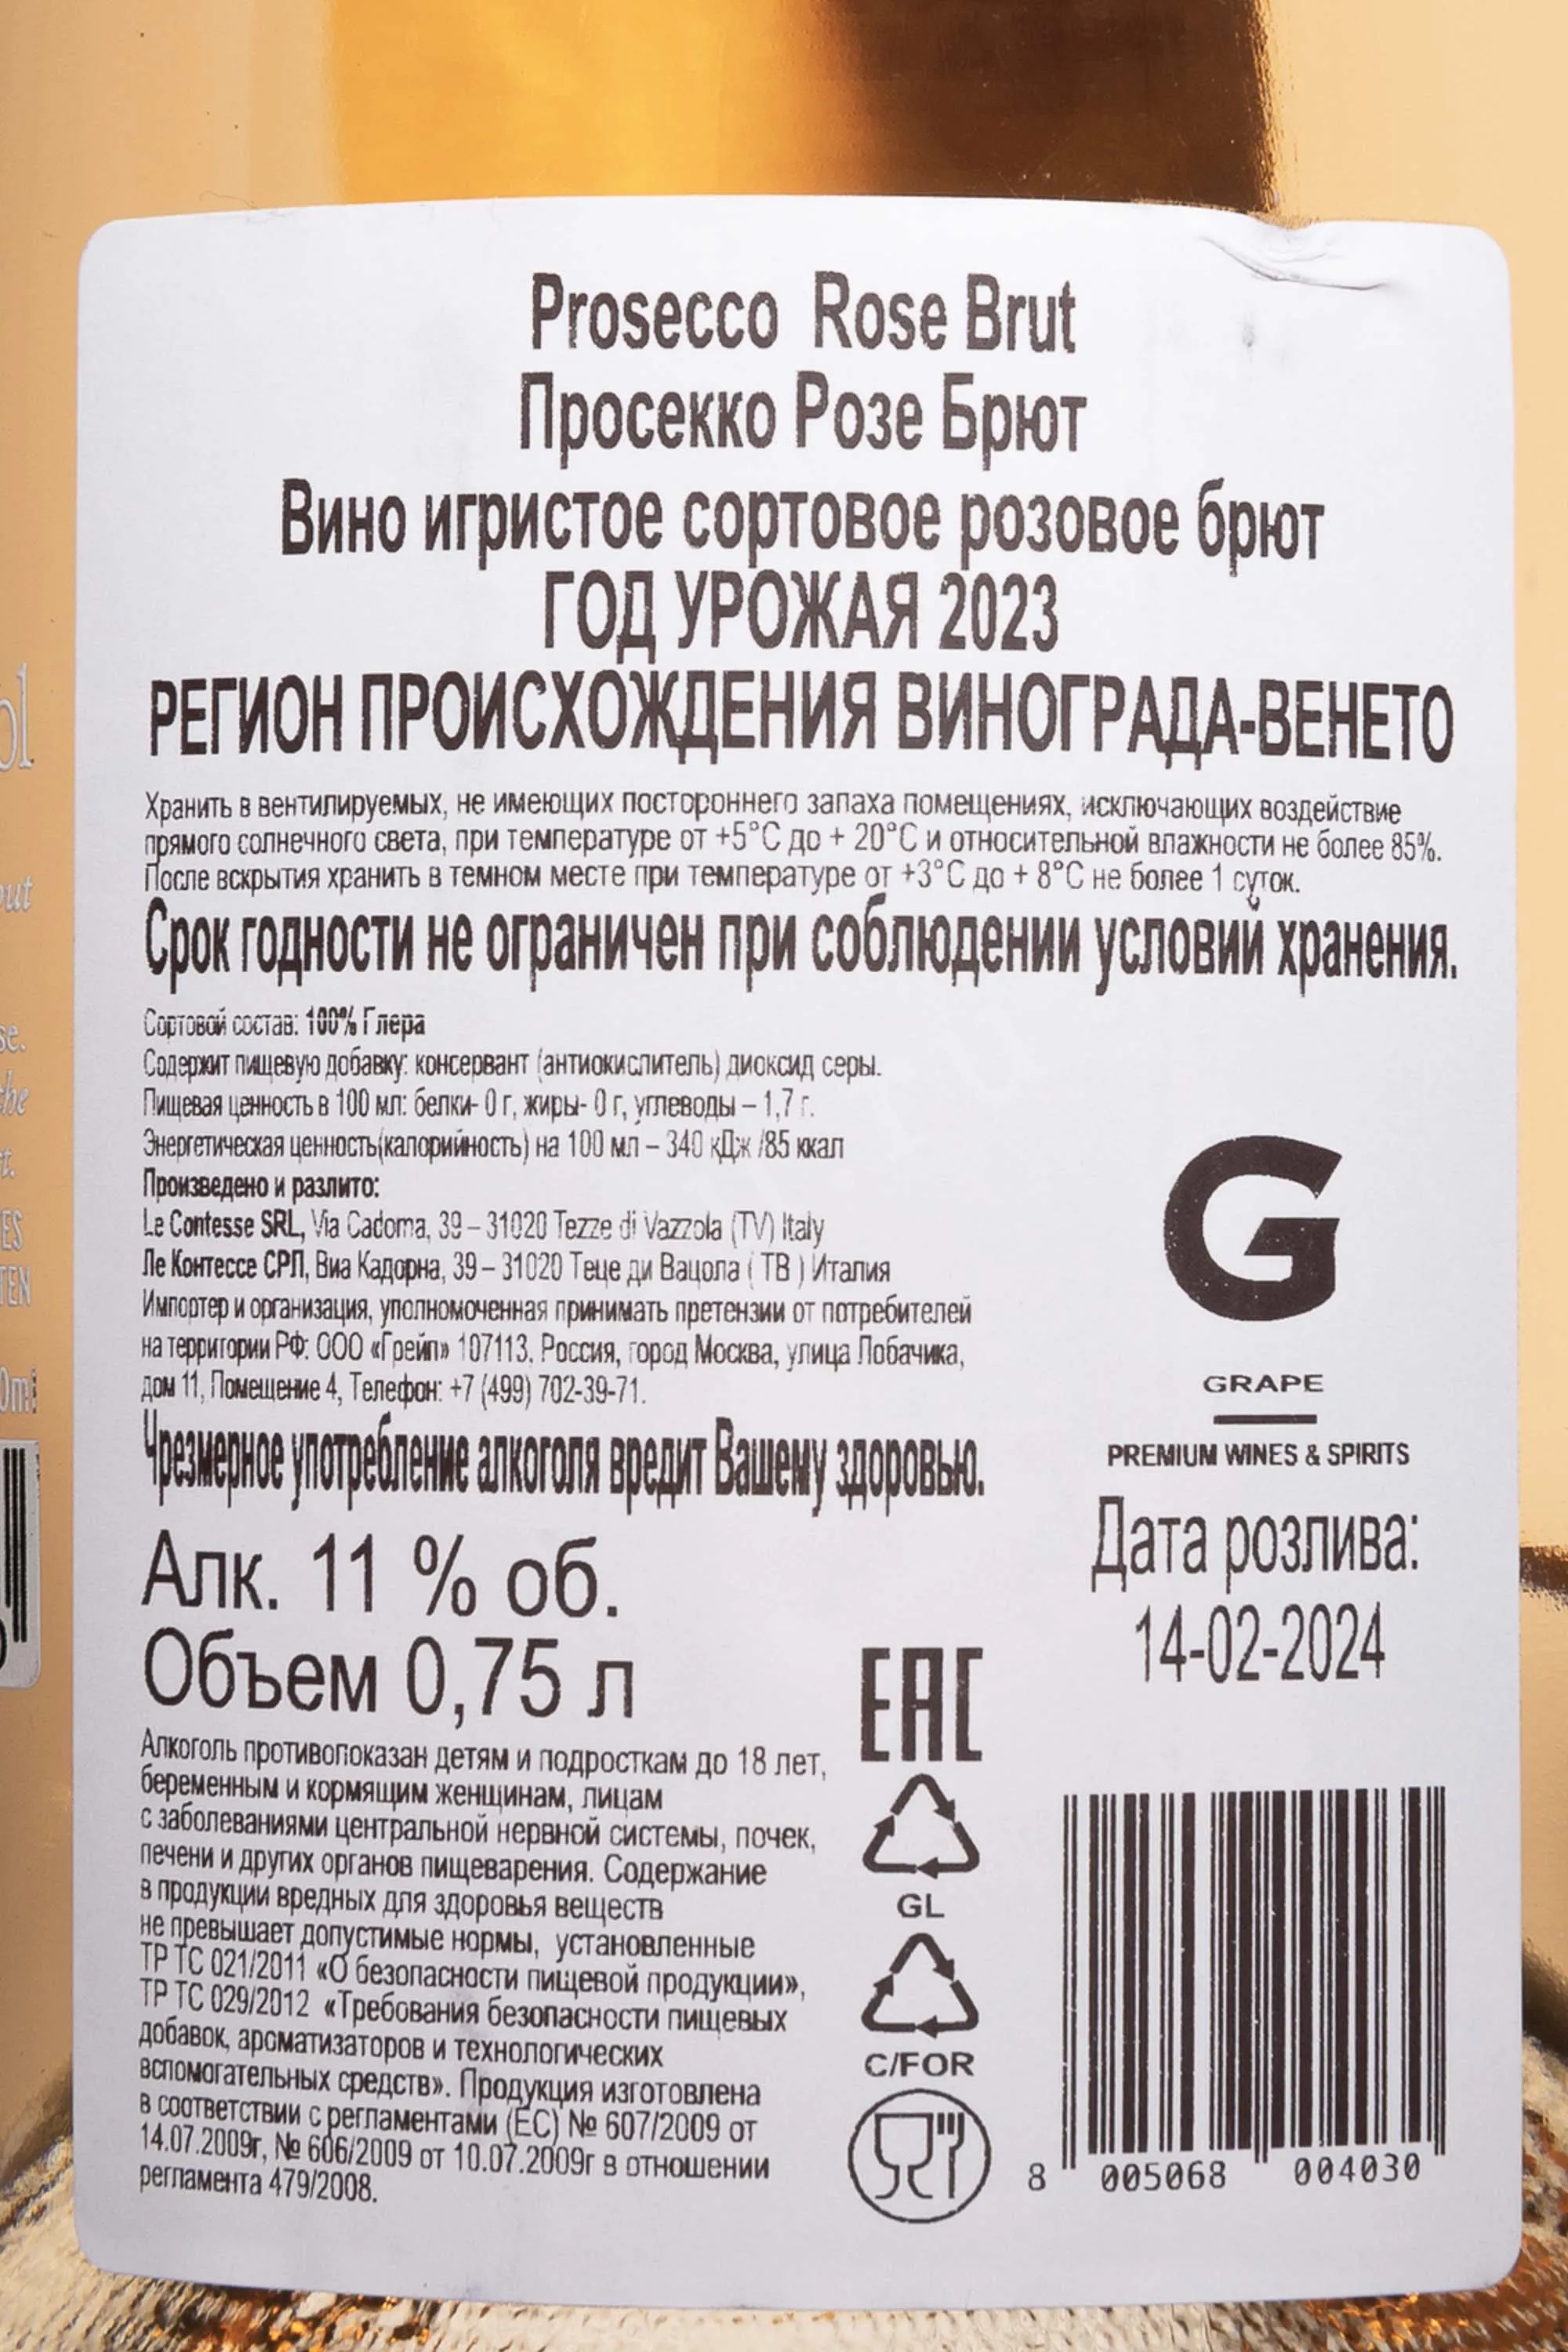 Prosecco Rose Brut
Просекко Розе Брют
Вино игристое сортовое розовое брют
ГОД УРОЖАЯ 2023
РЕГИОН ПРОИСХОЖДЕНИЯ ВИНОГРАДА-ВЕНЕТО
Хранить в вентилируемых, не имеющих постороннего запаха помещениях, исключающих воздействие
прямого солнечного света, при температуре от +5°С до + 20°С и относительной влажности не более 85%.
После вскрытия хранить в темном месте при температуре от +3°С до + 8°С не более 1 суток.
Срок годности не ограничен при соблюдении условий хранения.
Сортовой состав: 100% Глера
Содержит пищевую добавку: консервант (антиокислитель) диоксид серы.
Пищевая ценность в 100 мл: белки- 0 г, жиры- 0 г, углеводы – 1,7 г.
Энергетическая ценность(калорийность) на 100 мл – 340 кДж /85 ккал
Произведено и разлито:
Le Contesse SRL, Via Cadorna, 39 – 31020 Tezze di Vazzola (TV) Italy
Ле Контессе СРЛ, Виа Кадорна, 39 – 31020 Теце ди Вацола ( ТВ ) Италия
Импортер и организация, уполномоченная принимать претензии от потребителей
на территории РФ: ООО «Грейп» 107113, Россия, город Москва, улица Лобачика,
дом 11, Помещение 4, Телефон: +7 (499) 702-39-71.
Чрезмерное употребление алкоголя вредит Вашему здоровью.
G
GRAPE
PREMIUM WINES & SPIRITS
Алк. 11 % об.
Объем 0,75 л
Дата розлива:
14-02-2024
Алкоголь противопоказан детям и подросткам до 18 лет,
беременным и кормящим женщинам, лицам
с заболеваниями центральной нервной системы, почек,
печени и других органов пищеварения. Содержание
в продукции вредных для здоровья веществ
не превышает допустимые нормы, установленные
ТР ТС 021/2011 «О безопасности пищевой продукции»,
ТР ТС 029/2012 «Требования безопасности пищевых
добавок, ароматизаторов и технологических
вспомогательных средств». Продукция изготовлена
в соответствии с регламентами (ЕС) № 607/2009 от
14.07.2009г, № 606/2009 от 10.07.2009г в отношении
регламента 479/2008.
EAC
GL
C/FOR
8 005068 004030